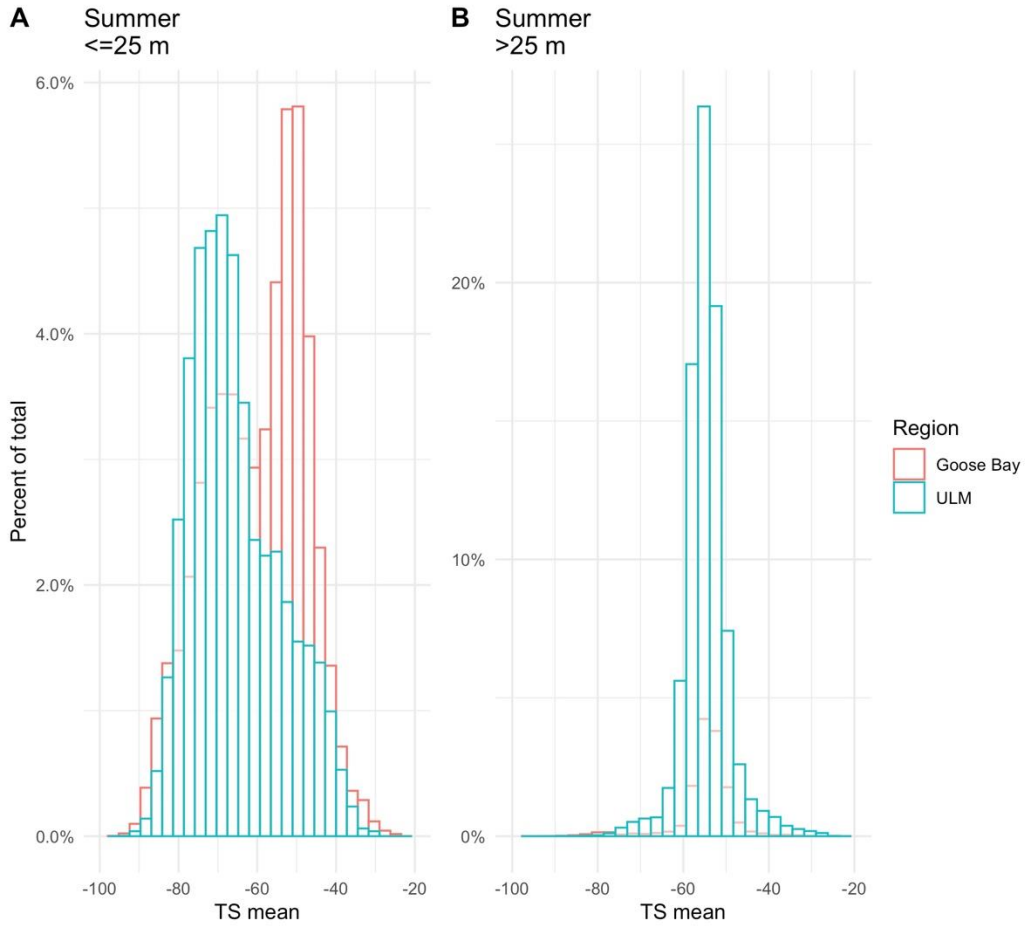 A
Summer
<=25 m
B
Summer
>25 m
6.0%
4.0%
2.0%
0.0%
Percent of total
-100
-80
-60
-40
-20
TS mean
20%
10%
0%
-100
-80
-60
-40
-20
TS mean
Region
Goose Bay
ULM